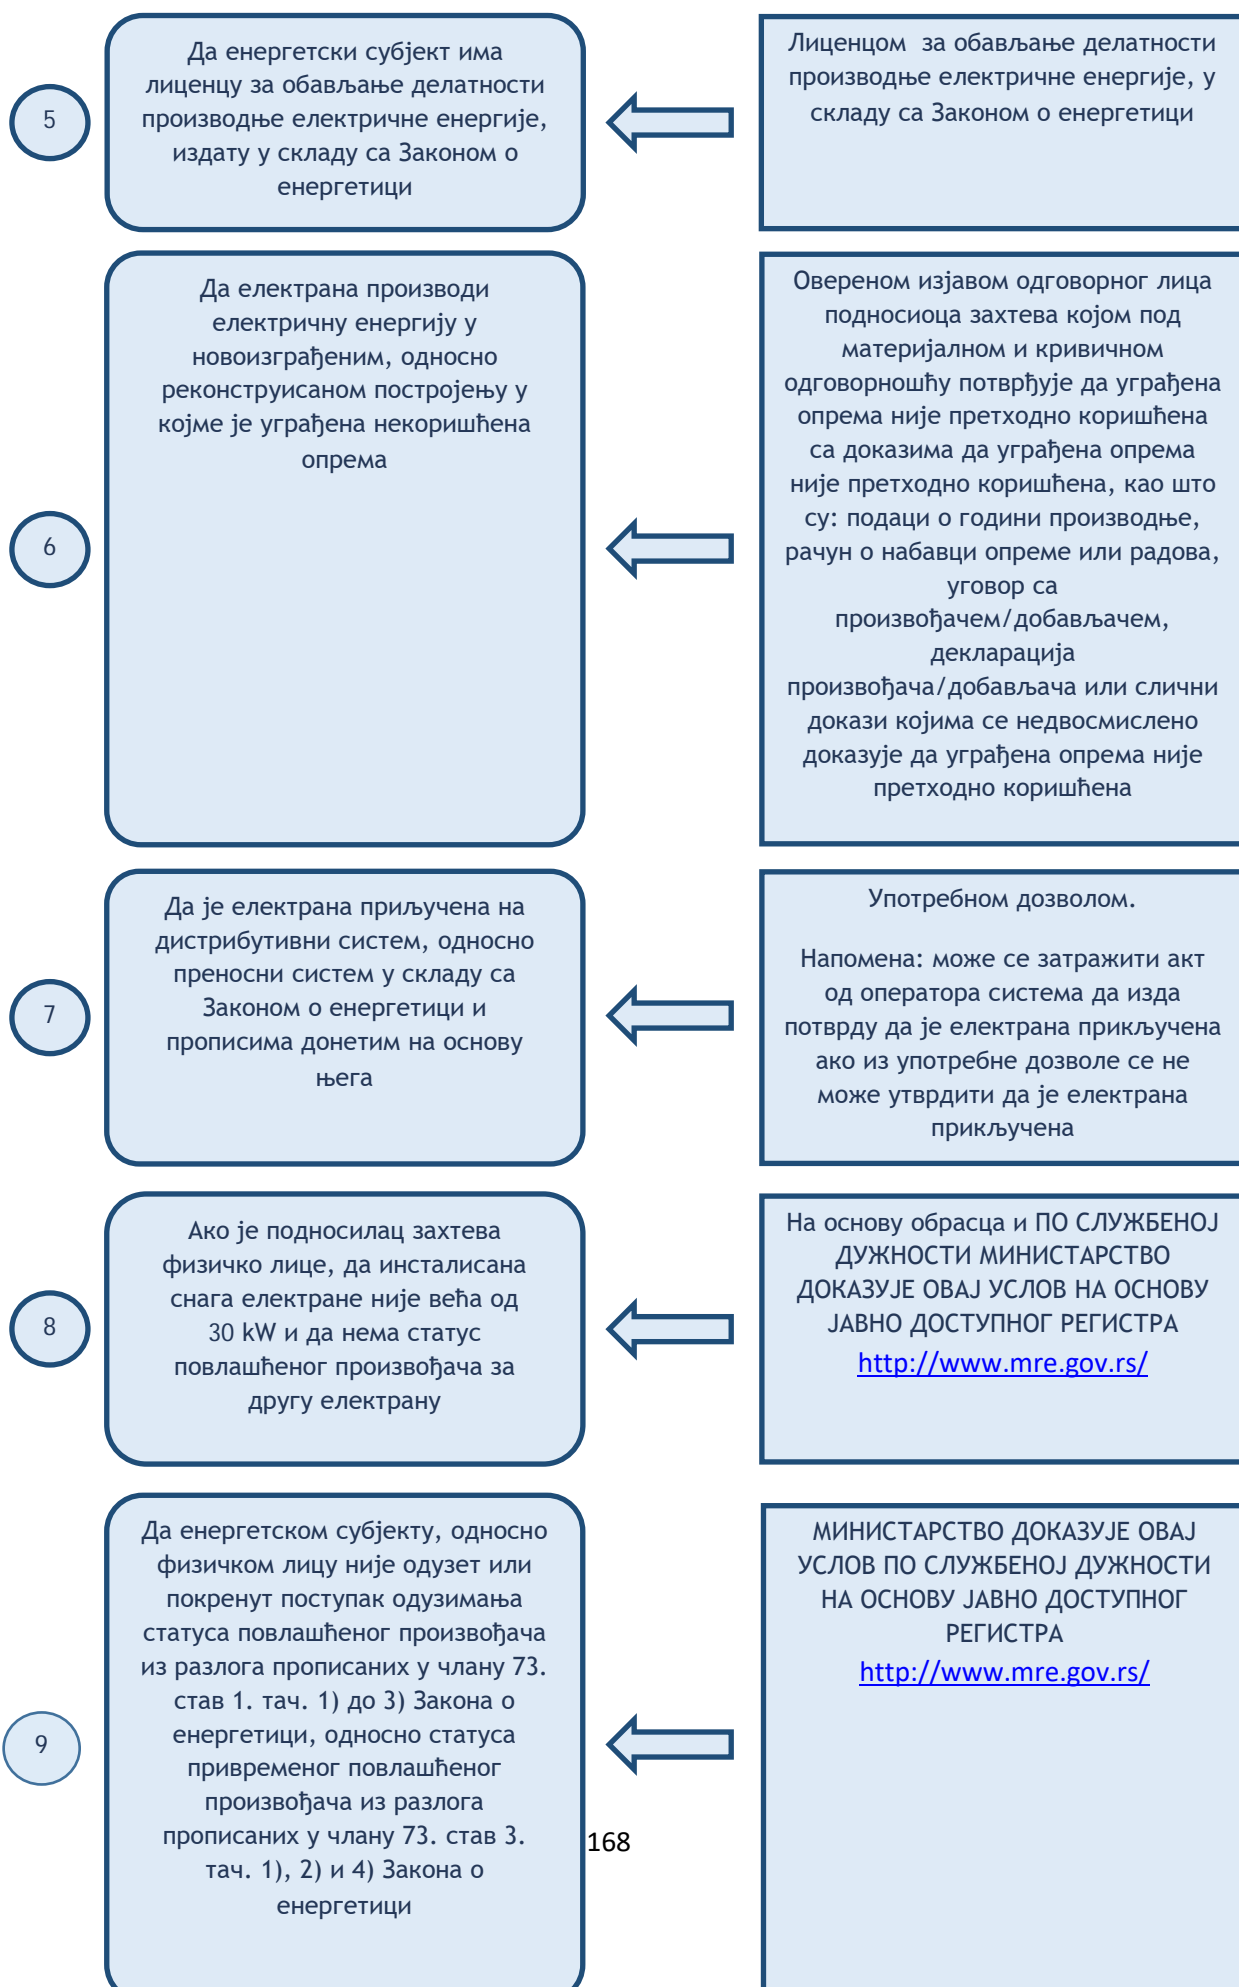 5
Да енергетски субјект има
лиценцу за обављање делатности
производње електричне енергије,
издату у складу са Законом о
енергетици
Лиценцом за обављање делатности
производње електричне енергије, у
складу са Законом о енергетици
6
Да електрана производи
електричну енергију у
новоизграђеним, односно
реконструисаном постројењу у
којме је уграђена некоришћена
опрема
Овереном изјавом одговорног лица
подносиоца захтева којом под
материјалном и кривичном
одговорношћу потврђује да уграђена
опрема није претходно коришћена
са доказима да уграђена опрема
није претходно коришћена, као што
су: подаци о години производње,
рачун о набавци опреме или радова,
уговор са
произвођачем/добављачем,
декларација
произвођача/добављача или слични
докази којима се недвосмислено
доказује да уграђена опрема није
претходно коришћена
7
Да је електрана приључена на
дистрибутивни систем, односно
преносни систем у складу са
Законом о енергетици и
прописима донетим на основу
њега
Употребном дозволом.
Напомена: може се затражити акт
од оператора система да изда
потврду да је електрана прикључена
ако из употребне дозволе се не
може утврдити да је електрана
прикључена
8
Ако је подносилац захтева
физичко лице, да инсталисана
снага електране није већа од
30 kW и да нема статус
повлашћеног произвођача за
другу електрану
На основу обрасца и ПО СЛУЖБЕНОЈ
ДУЖНОСТИ МИНИСТАРСТВО
ДОКАЗУЈЕ ОВАЈ УСЛОВ НА ОСНОВУ
ЈАВНО ДОСТУПНОГ РЕГИСТРА
http://www.mre.gov.rs/
9
Да енергетском субјекту, односно
физичком лицу није одузет или
покренут поступак одузимања
статуса повлашћеног произвођача
из разлога прописаних у члану 73.
став 1. тач. 1) до 3) Закона о
енергетици, односно статуса
привременог повлашћеног
произвођача из разлога
прописаних у члану 73. став 3.
тач. 1), 2) и 4) Закона о
енергетици
МИНИСТАРСТВО ДОКАЗУЈЕ ОВАЈ
УСЛОВ ПО СЛУЖБЕНОЈ ДУЖНОСТИ
НА ОСНОВУ ЈАВНО ДОСТУПНОГ
РЕГИСТРА
http://www.mre.gov.rs/
168